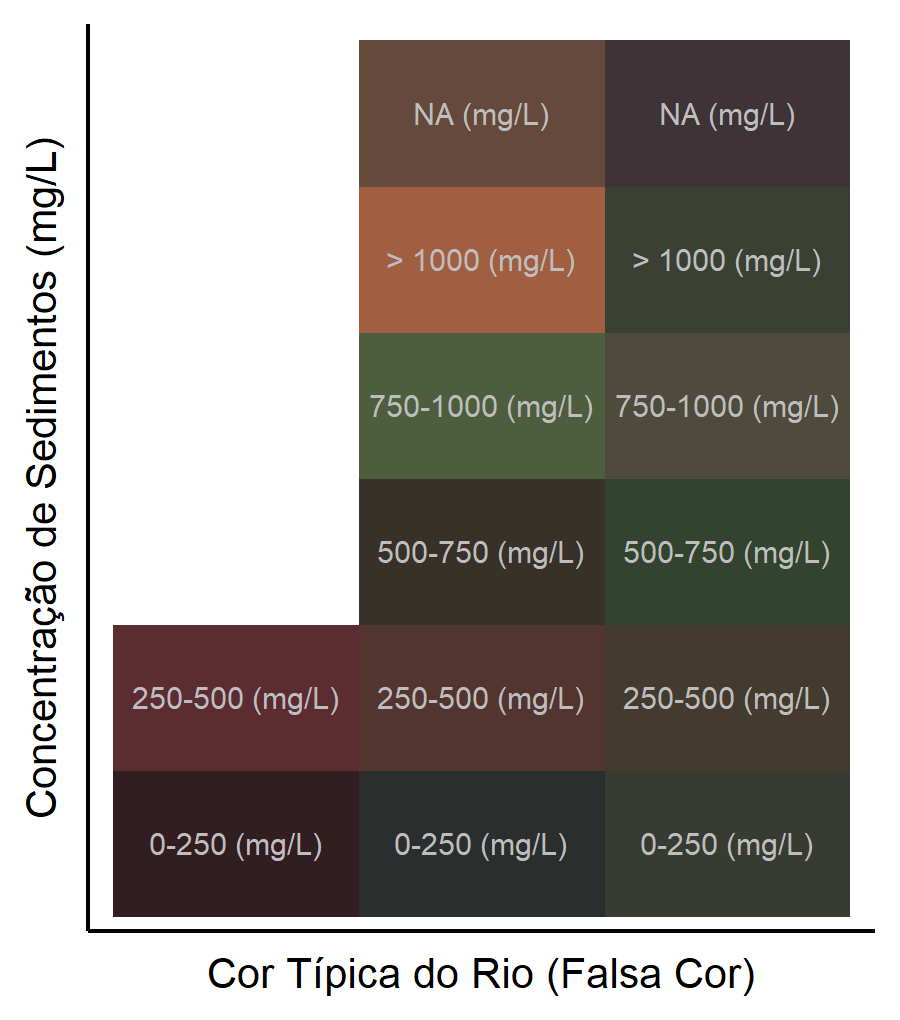 Concentração de Sedimentos (mg/L)
NA (mg/L) NA (mg/L)
> 1000 (mg/L) > 1000 (mg/L)
750-1000 (mg/L) 750-1000 (mg/L)
500-750 (mg/L) 500-750 (mg/L)
250-500 (mg/L) 250-500 (mg/L) 250-500 (mg/L)
0-250 (mg/L) 0-250 (mg/L) 0-250 (mg/L)
Cor Típica do Rio (Falsa Cor)